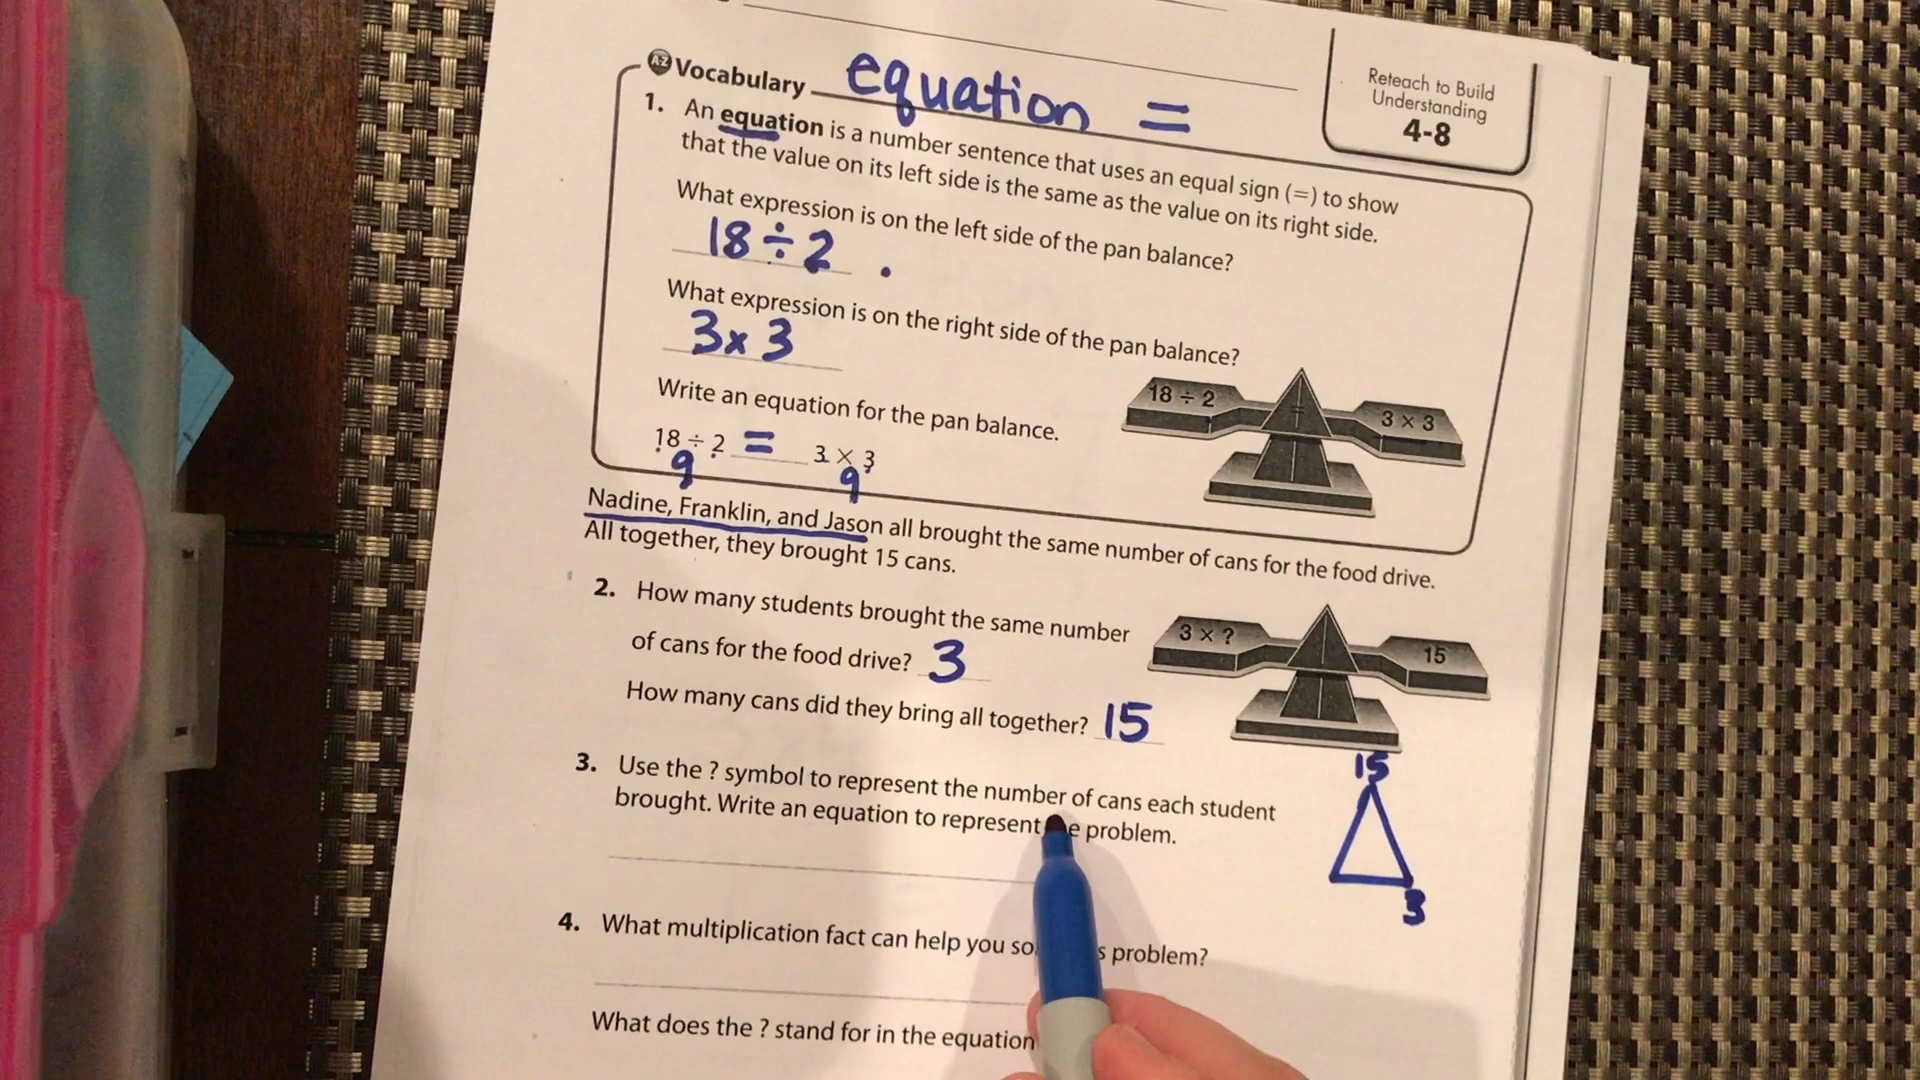 Reteach to Build
Understanding
4-8
A-Z Vocabulary equation =
1. An equation is a number sentence that uses an equal sign (=) to show
that the value on its left side is the same as the value on its right side.
What expression is on the left side of the pan balance?
18 ÷ 2 .
What expression is on the right side of the pan balance?
3 x 3
18 ÷ 2 = 3 × 3
Write an equation for the pan balance.
18 ÷ 2 = 3 × 3
9 9
Nadine, Franklin, and Jason all brought the same number of cans for the food drive.
All together, they brought 15 cans.
2. How many students brought the same number
of cans for the food drive? 3
3 × ? 15
How many cans did they bring all together? 15
3. Use the ? symbol to represent the number of cans each student
brought. Write an equation to represent problem.
15
3
4. What multiplication fact can help you problem?
What does the ? stand for in the equation